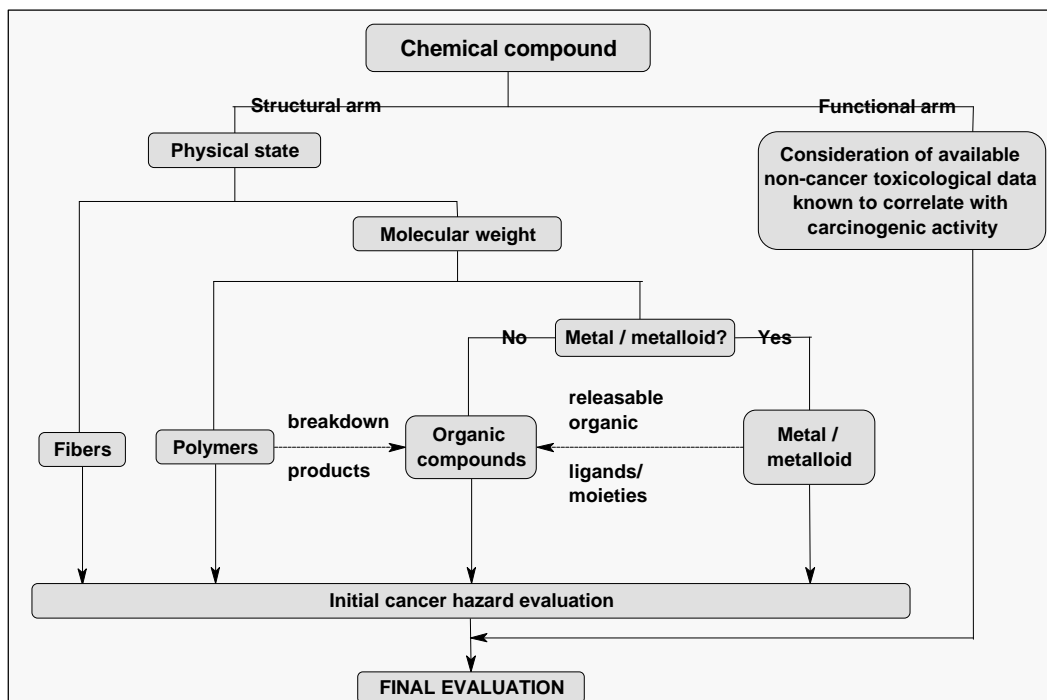 Chemical compound
Structural arm
Functional arm
Physical state
Consideration of available
non-cancer toxicological data
known to correlate with
carcinogenic activity
Molecular weight
No
Metal / metalloid?
Yes
Fibers
Polymers
breakdown
products
Organic
compounds
releasable
organic
ligands/
moieties
Metal /
metalloid
Initial cancer hazard evaluation
FINAL EVALUATION